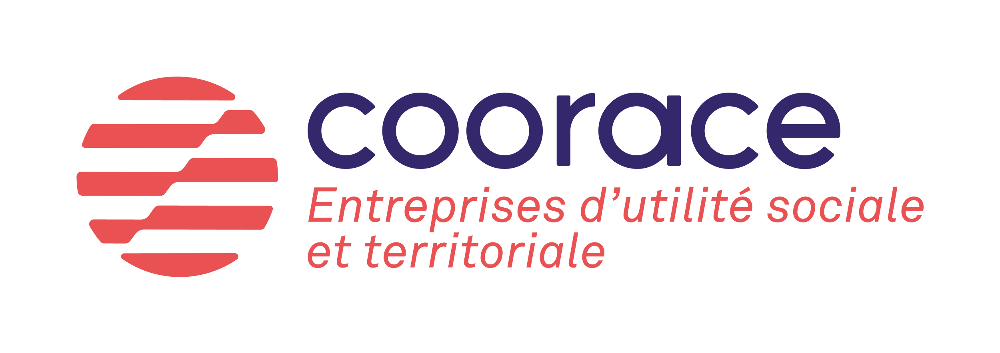 coorace
Entreprises d'utilité sociale
et territoriale